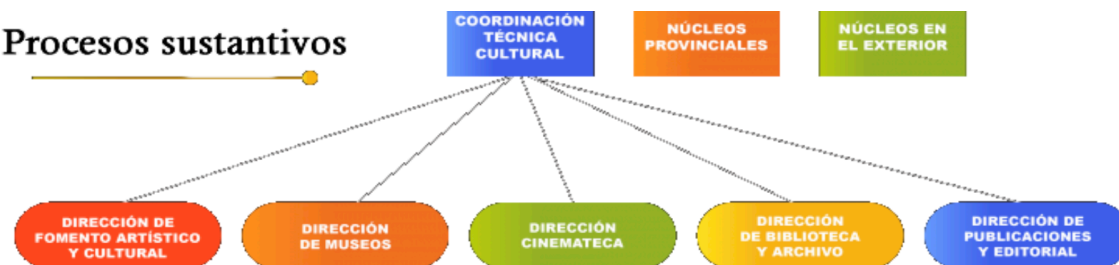 Procesos sustantivos
COORDINACIÓN
TÉCNICA
CULTURAL
NÚCLEOS
PROVINCIALES
NÚCLEOS EN
EL EXTERIOR
DIRECCIÓN DE
FOMENTO ARTÍSTICO
Y CULTURAL
DIRECCIÓN
DE MUSEOS
DIRECCIÓN
CINEMATECA
DIRECCIÓN
DE BIBLIOTECA
Y ARCHIVO
DIRECCIÓN DE
PUBLICACIONES
Y EDITORIAL